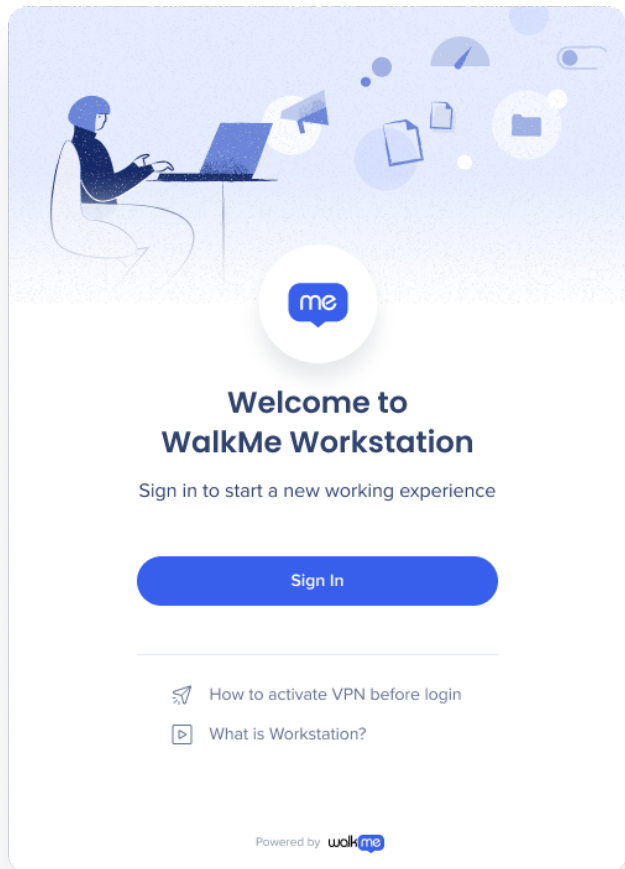 me
Welcome to
WalkMe Workstation
Sign in to start a new working experience
Sign In
How to activate VPN before login
What is Workstation?
Powered by walkme